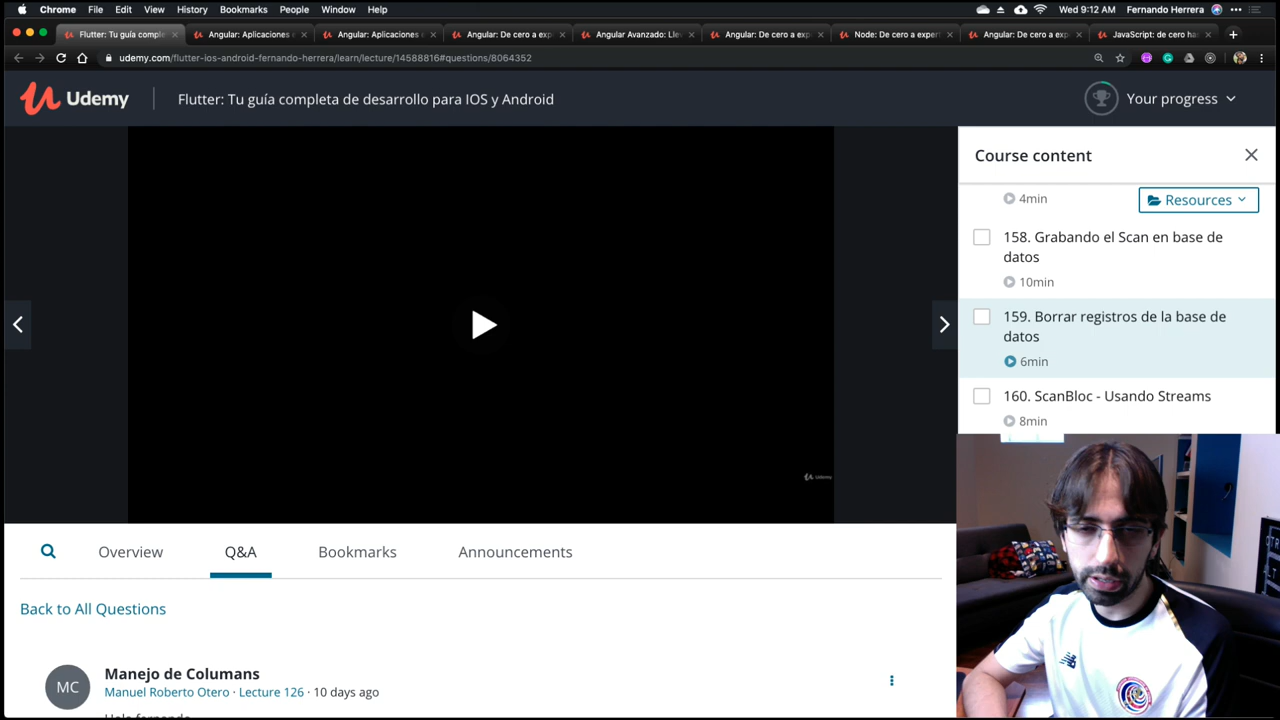 Chrome File Edit View History Bookmarks People Window Help
Wed 9:12 AM Fernando Herrera
Flutter: Tu guía comple
Angular: Aplicaciones e
Angular: Aplicaciones e
Angular: De cero a exp
Angular Avanzado: Lle
Angular: De cero a exp
Node: De cero a expert
Angular: De cero a exp
JavaScript: de cero ha
udemy.com/flutter-ios-android-fernando-herrera/learn/lecture/14588816#questions/8064352
Udemy
Flutter: Tu guía completa de desarrollo para IOS y Android
Your progress
Course content
4min
Resources
158. Grabando el Scan en base de
datos
10min
159. Borrar registros de la base de
datos
6min
160. ScanBloc - Usando Streams
8min
Udemy
Overview Q&A Bookmarks Announcements
Back to All Questions
MC
Manejo de Columans
Manuel Roberto Otero · Lecture 126 · 10 days ago
Hola fernando